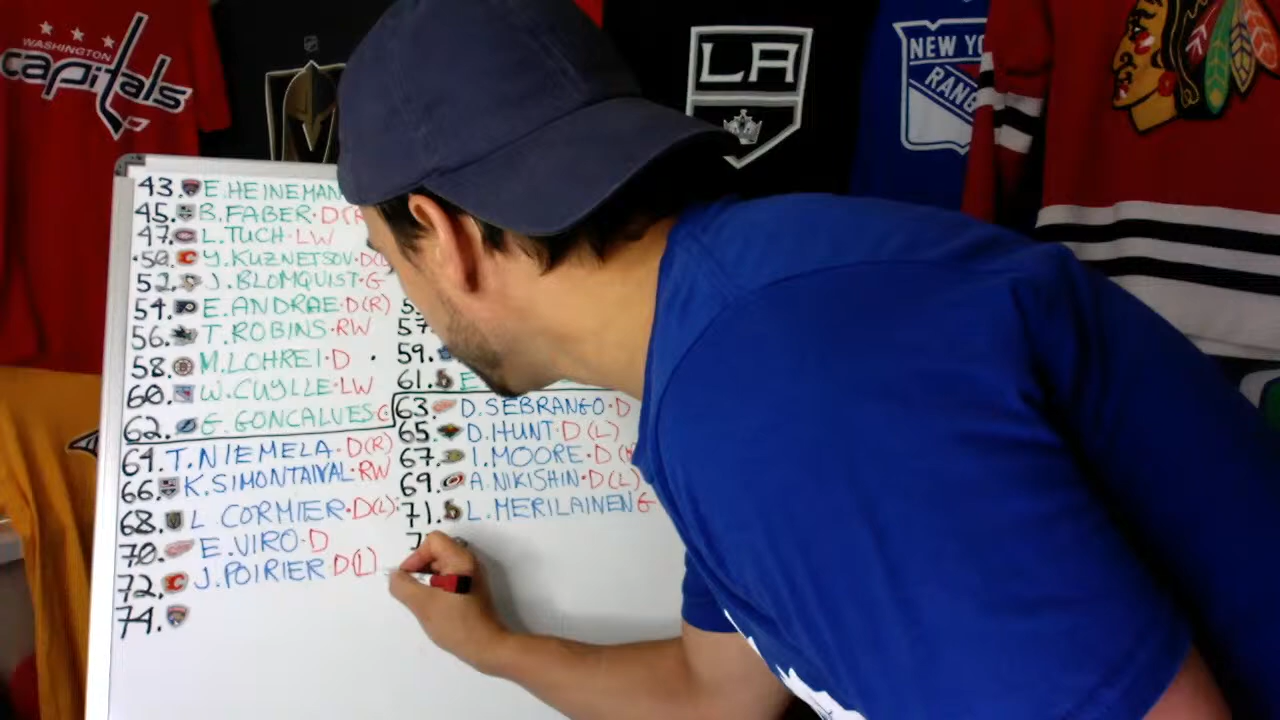 WASHINGTON
capitals
LA
NEW YO
RANG
43. E.HEINEMAN
45. B.FABER·D(R
47. L.TUCH·LW
·50. Y.KUZNETSOV·D(L
52. J.BLOMQUIST·G
54. E.ANDRAE·D(R)
56. T.ROBINS·RW
58. M.LOHREI·D
60. W.CUYLLE·LW
62. G.GONCALVES C
64. T.NIEMELA·D(R)
66. K.SIMONTAIVAL·RW
68. L CORMIER·D(L)·
70. E.VIRO·D
72. J.POIRIER D(L)
74.
57.
59.
61. E
63. D.SEBRANGO·D
65. D.HUNT·D(L)
67. I.MOORE·D
69. A.NIKISHIN·D(L)
71. L.MERILAINEN G